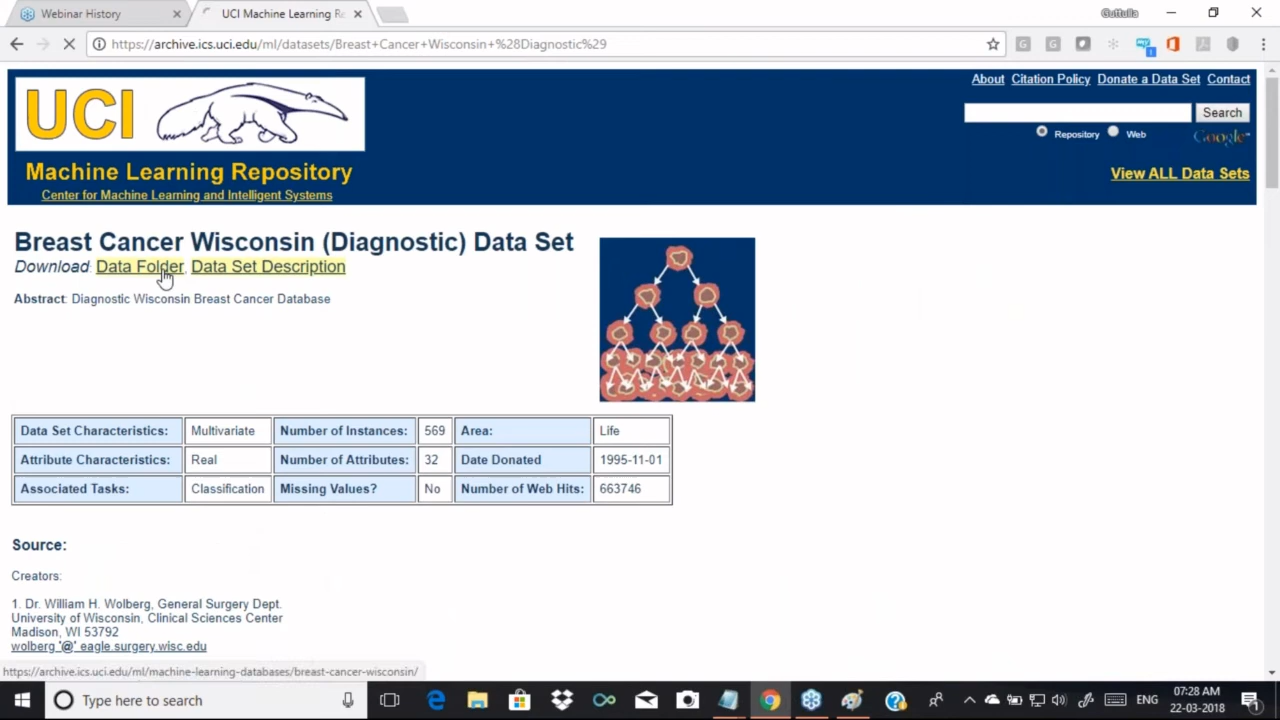 Webinar History
UCI Machine Learning Re
Guttulla
https://archive.ics.uci.edu/ml/datasets/Breast+Cancer+Wisconsin+%28Diagnostic%29
About Citation Policy Donate a Data Set Contact
UCI
Search
Repository Web Google
Machine Learning Repository
View ALL Data Sets
Center for Machine Learning and Intelligent Systems
Breast Cancer Wisconsin (Diagnostic) Data Set
Download: Data Folder, Data Set Description
Abstract: Diagnostic Wisconsin Breast Cancer Database
Data Set Characteristics: Multivariate Number of Instances: 569 Area: Life
Attribute Characteristics: Real Number of Attributes: 32 Date Donated 1995-11-01
Associated Tasks: Classification Missing Values? No Number of Web Hits: 663746
Source:
Creators:
1. Dr. William H. Wolberg, General Surgery Dept.
University of Wisconsin, Clinical Sciences Center
Madison, WI 53792
wolberg '@' eagle.surgery.wisc.edu
https://archive.ics.uci.edu/ml/machine-learning-databases/breast-cancer-wisconsin/
Type here to search
ENG
07:28 AM
22-03-2018